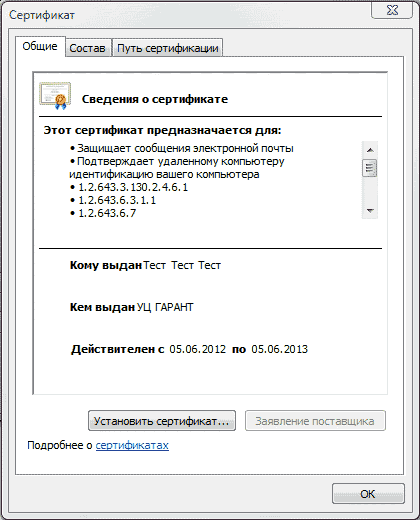 Сертификат
Общие Состав Путь сертификации
Сведения о сертификате
Этот сертификат предназначается для:
• Защищает сообщения электронной почты
• Подтверждает удаленному компьютеру
идентификацию вашего компьютера
• 1.2.643.3.130.2.4.6.1
• 1.2.643.6.3.1.1
• 1.2.643.6.7
Кому выдан Тест Тест Тест
Кем выдан УЦ ГАРАНТ
Действителен с 05.06.2012 по 05.06.2013
Установить сертификат... Заявление поставщика
Подробнее о сертификатах
ОК